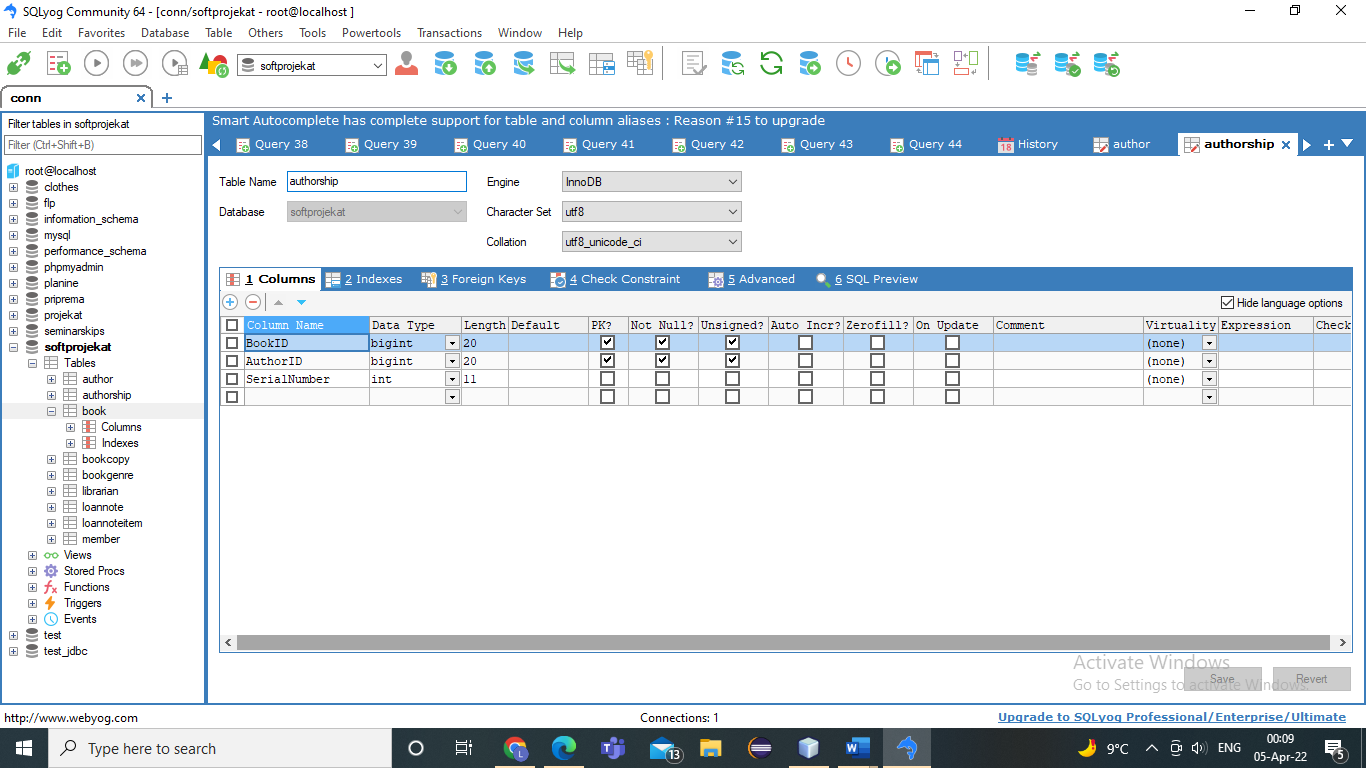 SQLyog Community 64 - [conn/softprojekat - root@localhost ]
File Edit Favorites Database Table Others Tools Powertools Transactions Window Help
softprojekat
conn
Filter tables in softprojekat
Filter (Ctrl+Shift+B)
root@localhost
clothes
flp
information_schema
mysql
performance_schema
phpmyadmin
planine
priprema
projekat
seminarskips
softprojekat
Tables
author
authorship
book
Columns
Indexes
bookcopy
bookgenre
librarian
loannote
loannoteitem
member
Views
Stored Procs
Functions
Triggers
Events
test
test_jdbc
Smart Autocomplete has complete support for table and column aliases : Reason #15 to upgrade
Query 38 Query 39 Query 40 Query 41 Query 42 Query 43 Query 44 18 History author authorship
Table Name authorship Engine InnoDB
Database softprojekat Character Set utf8
Collation utf8_unicode_ci
1 Columns 2 Indexes 3 Foreign Keys 4 Check Constraint 5 Advanced 6 SQL Preview
Hide language options
Column Name Data Type Length Default PK? Not Null? Unsigned? Auto Incr? Zerofill? On Update Comment Virtuality Expression Check
BookID bigint 20 (none)
AuthorID bigint 20 (none)
SerialNumber int 11 (none)
Activate Windows
Go to Settings to activate Windows.
Save Revert
http://www.webyog.com Connections: 1 Upgrade to SQLyog Professional/Enterprise/Ultimate
Type here to search 13 9°C ENG 00:09
05-Apr-22 5